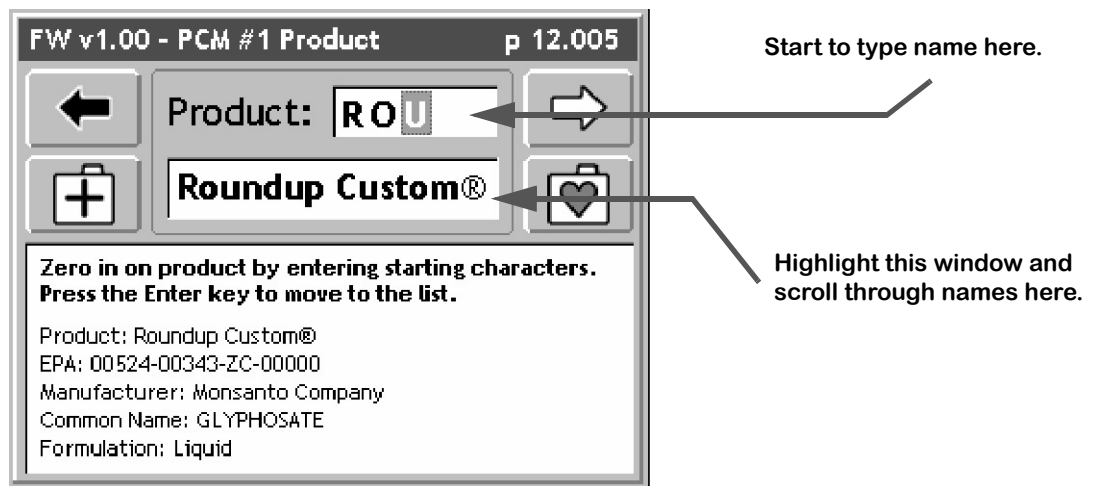 FW v1.00 - PCM #1 Product p 12.005
Start to type name here.
Product: ROU
Roundup Custom®
Highlight this window and
scroll through names here.
Zero in on product by entering starting characters.
Press the Enter key to move to the list.
Product: Roundup Custom®
EPA: 00524-00343-ZC-00000
Manufacturer: Monsanto Company
Common Name: GLYPHOSATE
Formulation: Liquid